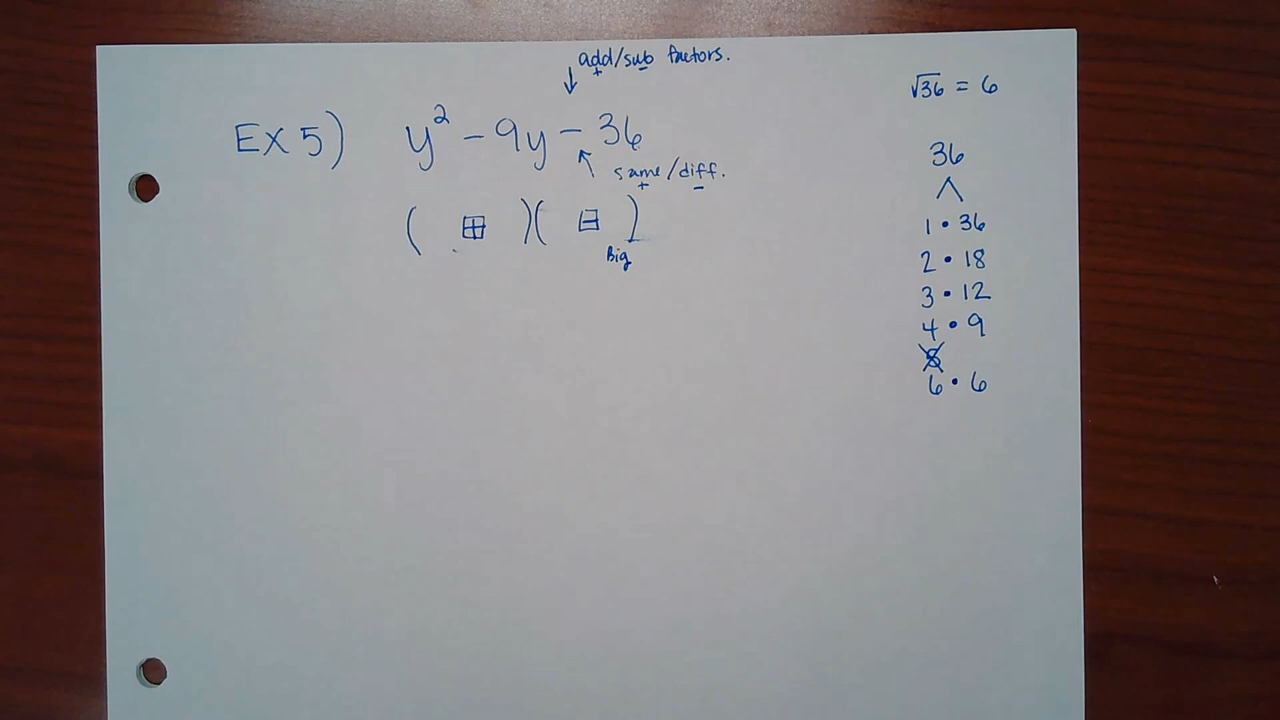 ↓ add/sub factors.
+ -
EX 5) y² - 9y - 36
↖ same/diff.
+ -
( + )( - )
Big
√36 = 6
36
∧
1 • 36
2 • 18
3 • 12
4 • 9
5
6 • 6